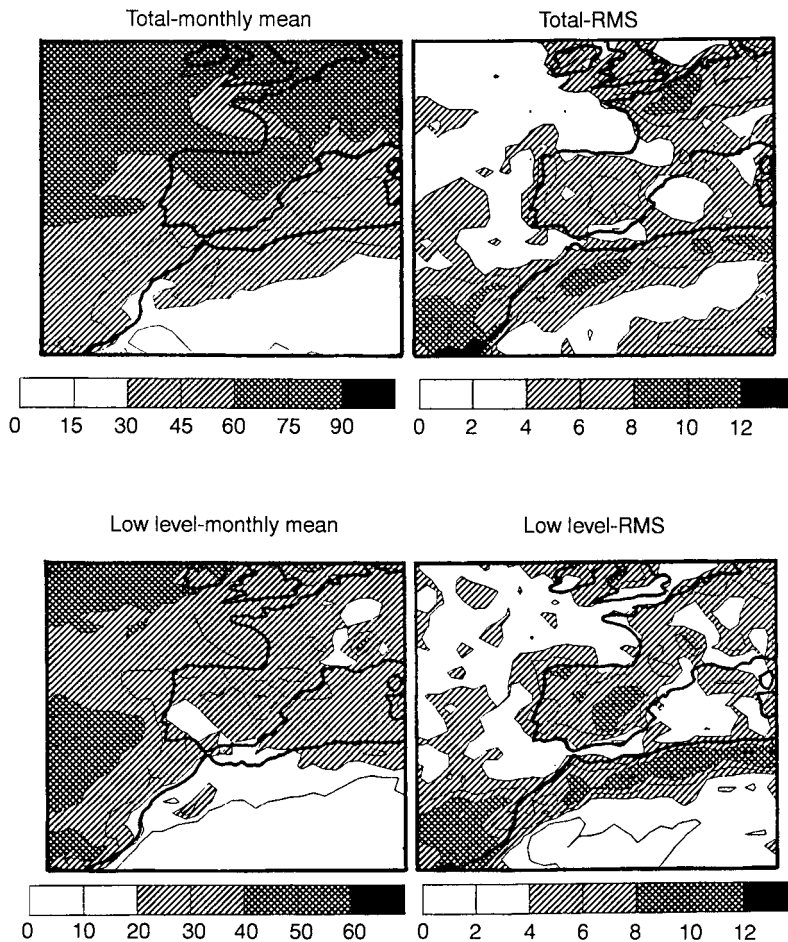 Total-monthly mean
Total-RMS
0 15 30 45 60 75 90
0 2 4 6 8 10 12
Low level-monthly mean
Low level-RMS
0 10 20 30 40 50 60
0 2 4 6 8 10 12